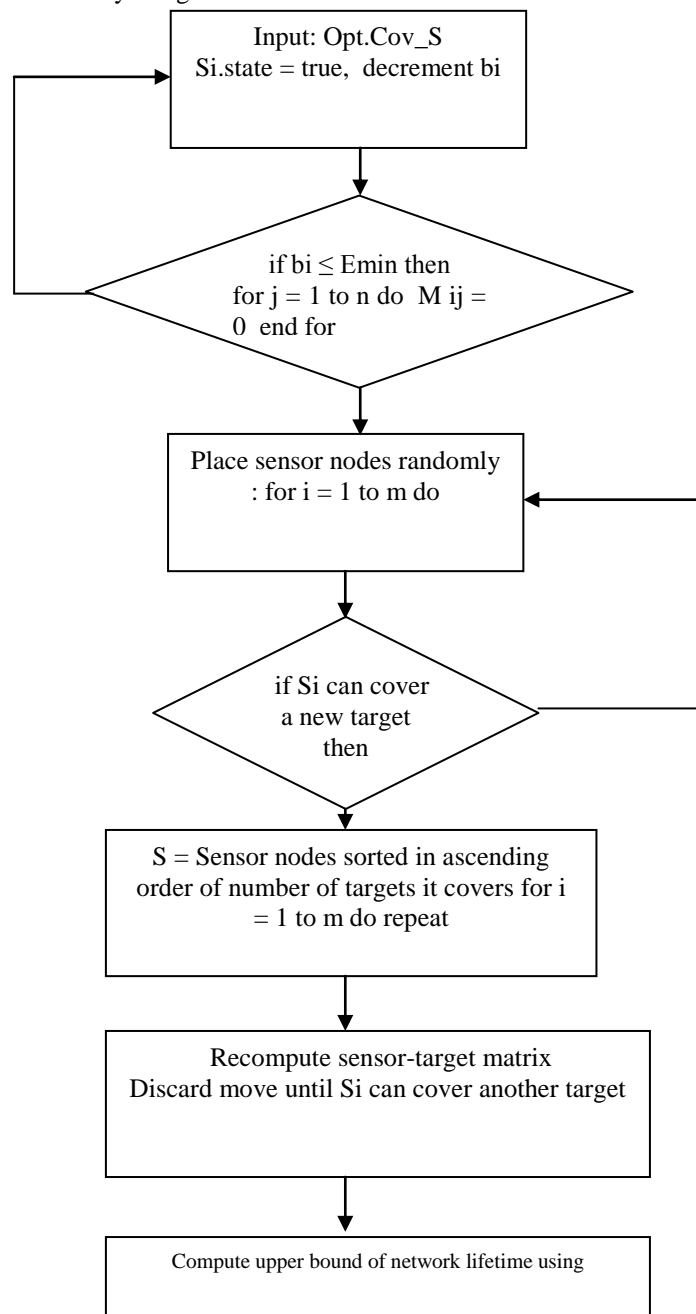 Input: Opt.Cov_S
Si.state = true, decrement bi
if bi ≤ Emin then
for j = 1 to n do M ij =
0 end for
Place sensor nodes randomly
: for i = 1 to m do
if Si can cover
a new target
then
S = Sensor nodes sorted in ascending
order of number of targets it covers for i
= 1 to m do repeat
Recompute sensor-target matrix
Discard move until Si can cover another target
Compute upper bound of network lifetime using